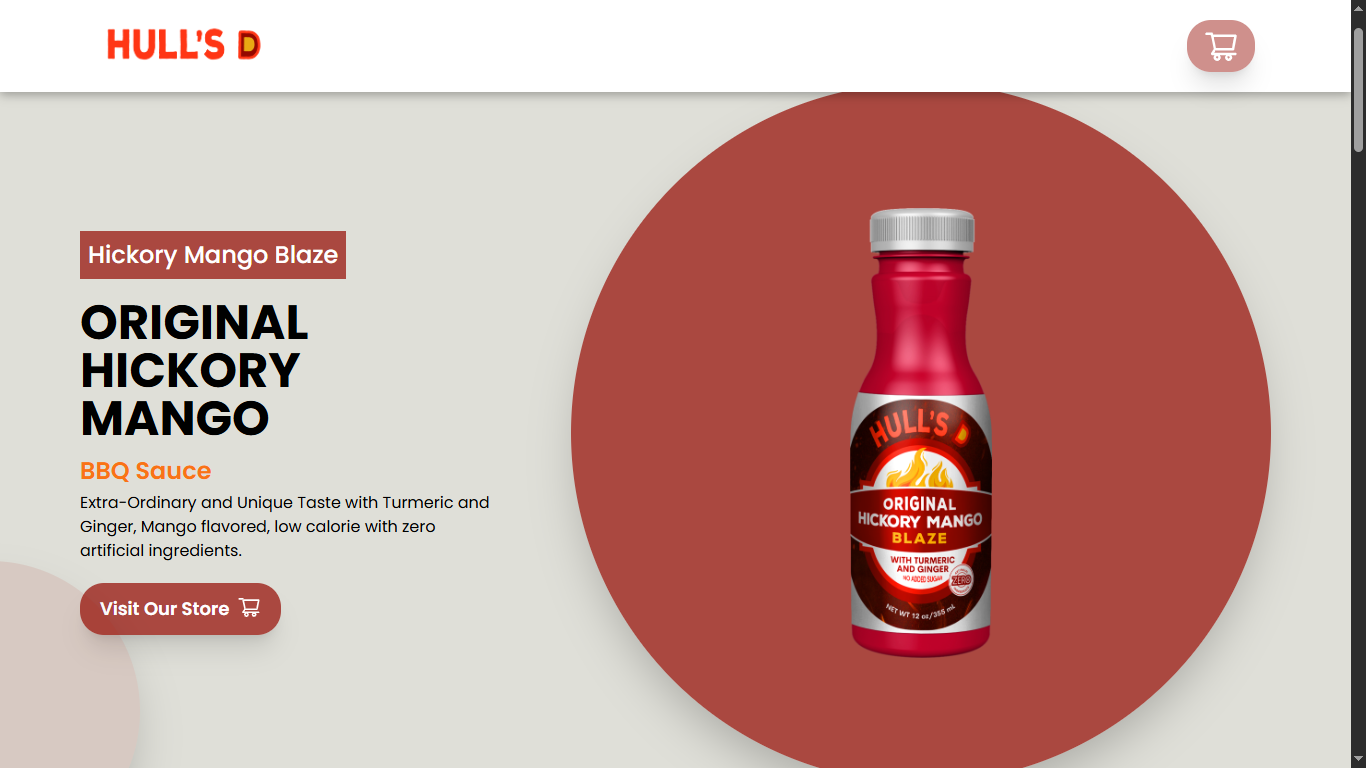 HULL'S D
Hickory Mango Blaze
ORIGINAL
HICKORY
MANGO
BBQ Sauce
Extra-Ordinary and Unique Taste with Turmeric and
Ginger, Mango flavored, low calorie with zero
artificial ingredients.
Visit Our Store
HULL'S D
ORIGINAL
HICKORY MANGO
BLAZE
WITH TURMERIC
AND GINGER
NO ADDED SUGAR
ZERO
NET WT 12 oz/355 mL